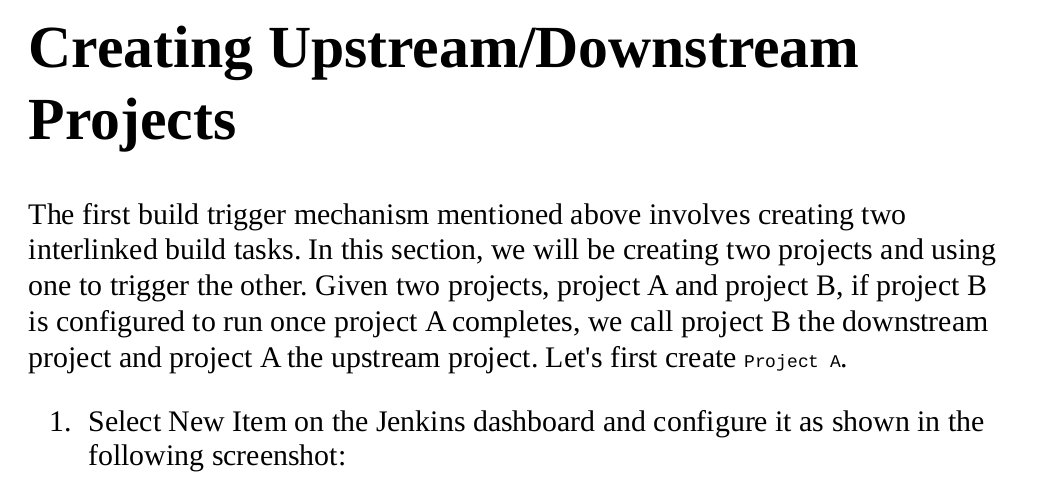 Creating Upstream/Downstream
Projects
The first build trigger mechanism mentioned above involves creating two
interlinked build tasks. In this section, we will be creating two projects and using
one to trigger the other. Given two projects, project A and project B, if project B
is configured to run once project A completes, we call project B the downstream
project and project A the upstream project. Let's first create Project A.
1. Select New Item on the Jenkins dashboard and configure it as shown in the
following screenshot: